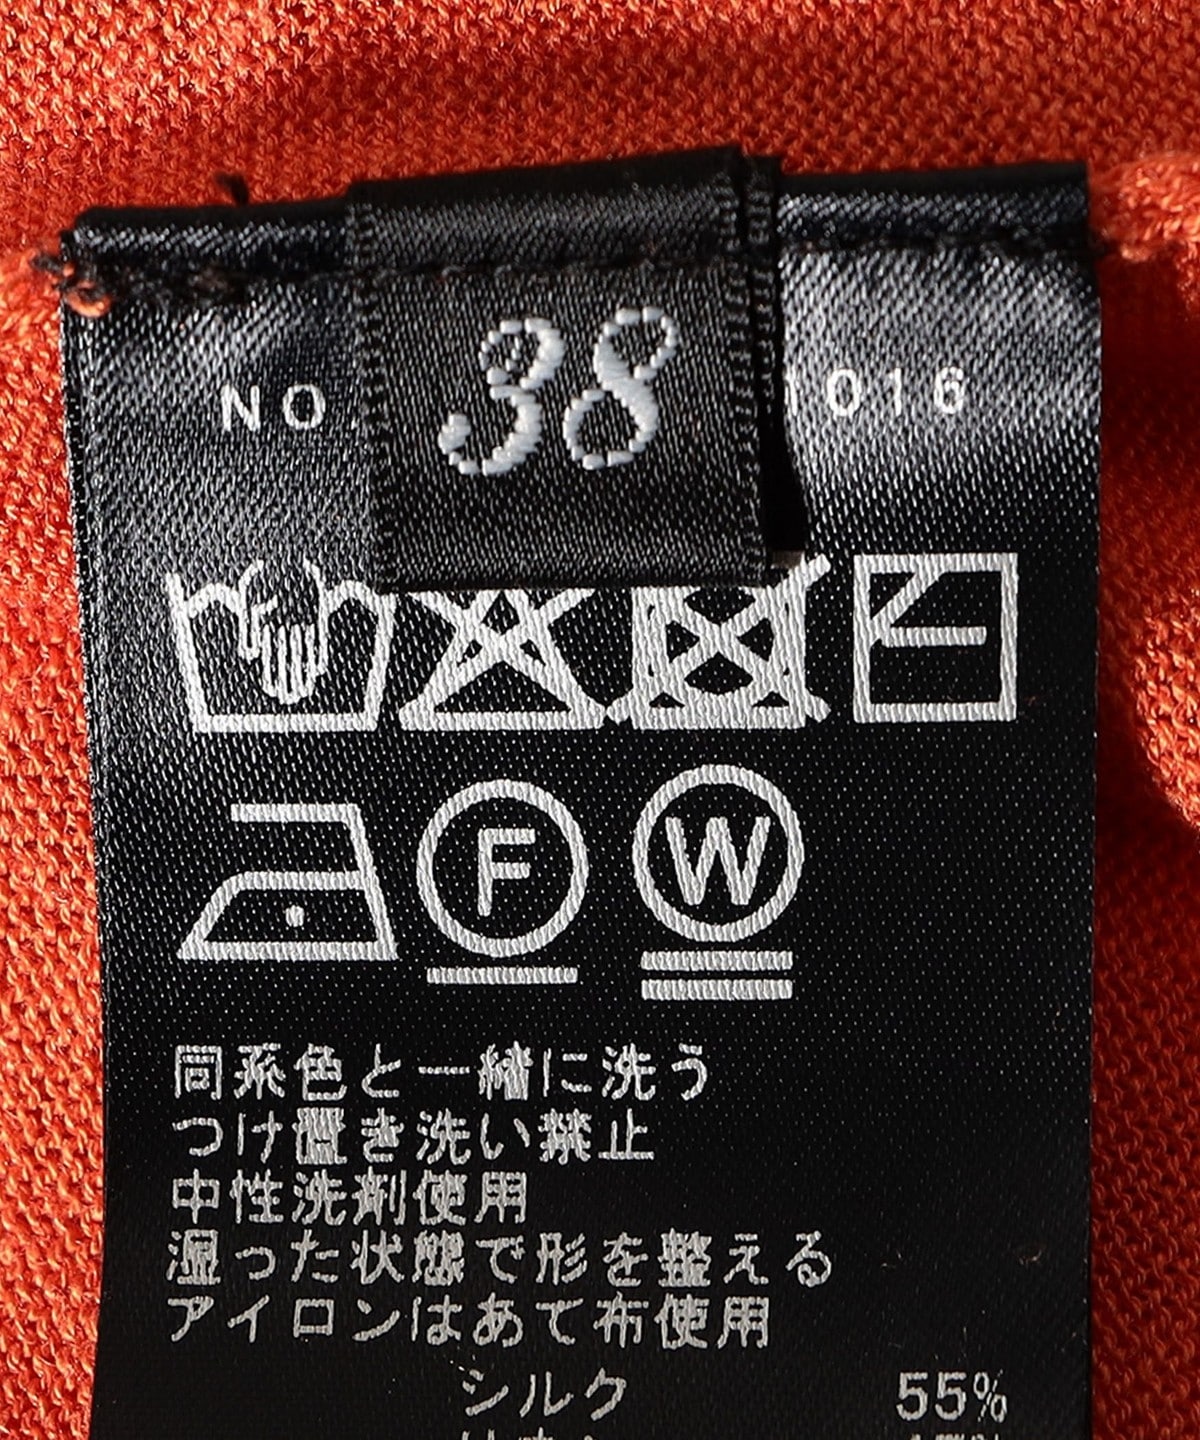 38
NO 1016
F W
同系色と一緒に洗う
つけ置き洗い禁止
中性洗剤使用
湿った状態で形を整える
アイロンはあて布使用
シルク 55%